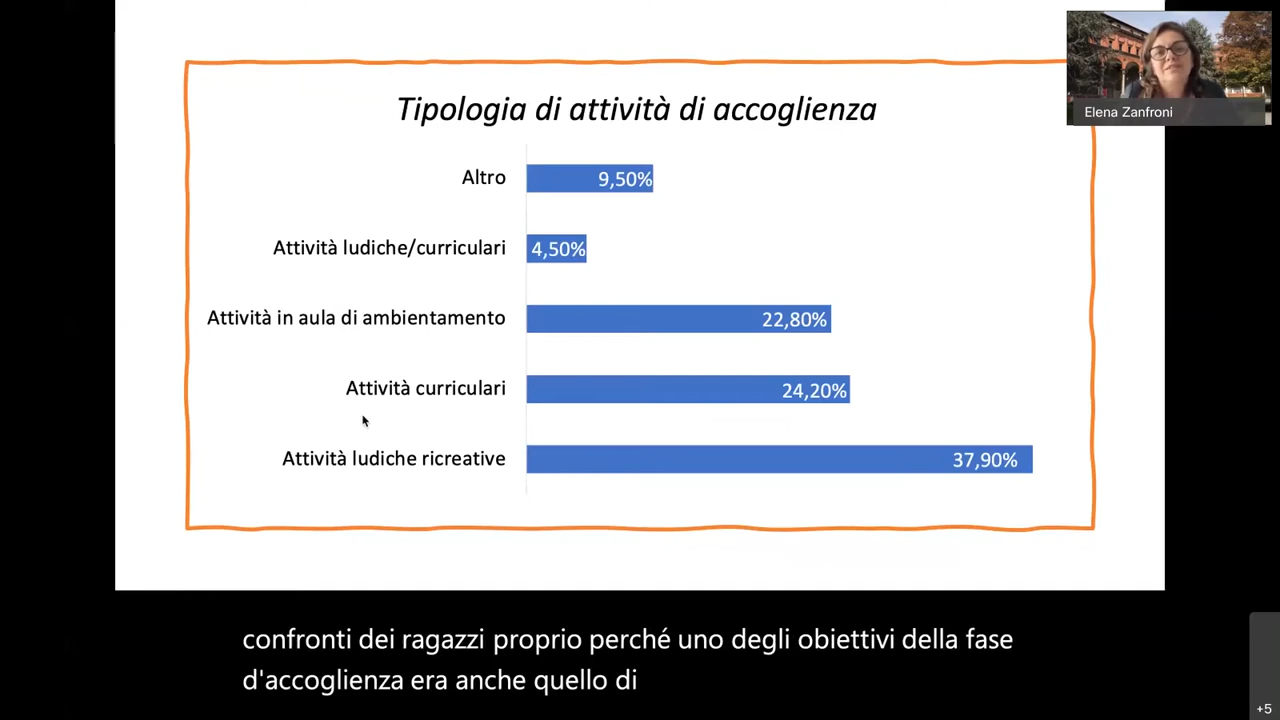 Elena Zanfroni
Tipologia di attività di accoglienza
Altro 9,50%
Attività ludiche/curriculari 4,50%
Attività in aula di ambientamento 22,80%
Attività curriculari 24,20%
Attività ludiche ricreative 37,90%
confronti dei ragazzi proprio perché uno degli obiettivi della fase
d'accoglienza era anche quello di
+5